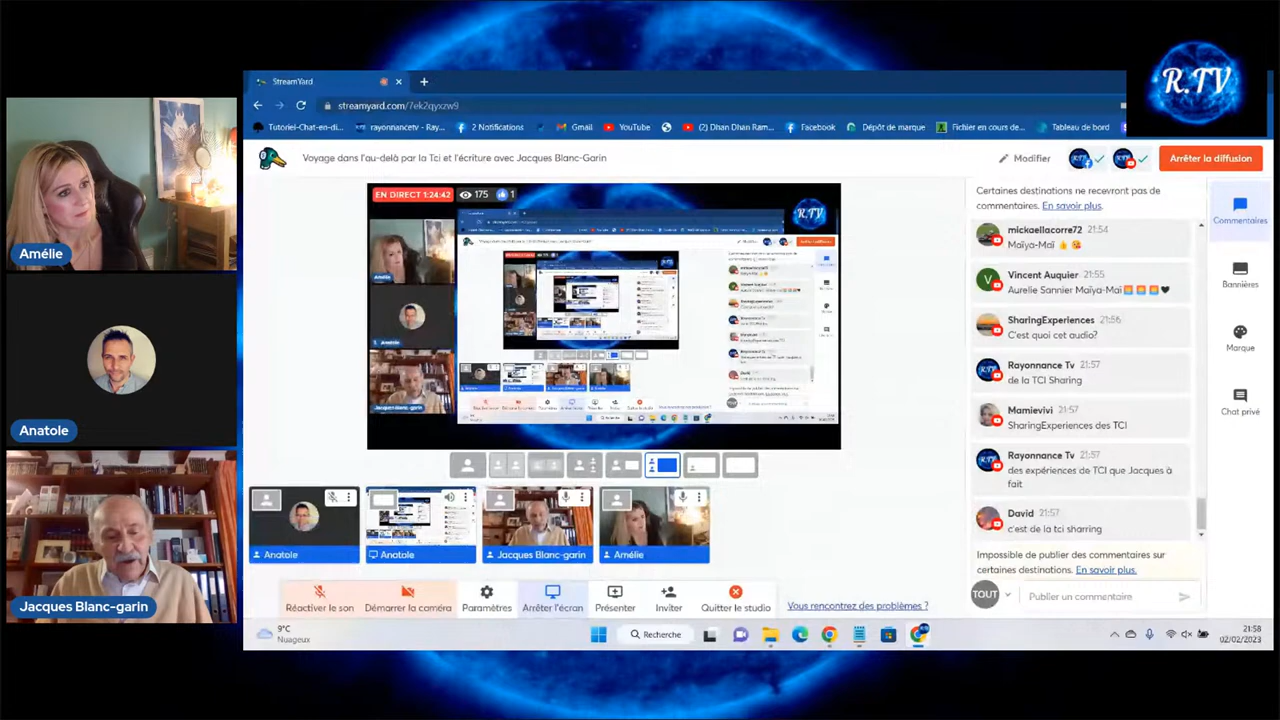 R.TV
StreamYard
streamyard.com/7ek2qyxzw9
Tutoriel-Chat-en-di...
rayonnancetv - Ray...
2 Notifications
Gmail
YouTube
(2) Dhan Dhan Ram...
Facebook
Dépôt de marque
Fichier en cours de...
Tableau de bord
Voyage dans l'au-delà par la Tci et l'écriture avec Jacques Blanc-Garin
Modifier
Arrêter la diffusion
Amélie
Anatole
Jacques Blanc-garin
EN DIRECT 1:24:42
175
1
R.TV
Amélie
Anatole
Jacques Blanc-garin
Certaines destinations ne recevront pas de
commentaires. En savoir plus.
mickaellacorre72 21:54
Maïya-Maï
Vincent Auquier 21:55
Aurelie Sannier Maïya-Maï
SharingExperiences 21:56
C'est quoi cet audio?
Rayonnance Tv 21:57
de la TCI Sharing
Mamievivi 21:57
SharingExperiences des TCI
Rayonnance Tv 21:57
des expériences de TCI que Jacques à
fait
David 21:57
c'est de la tci sharing
Impossible de publier des commentaires sur
certaines destinations. En savoir plus.
TOUT
Publier un commentaire
Commentaires
Bannières
Marque
Chat privé
Anatole
Anatole
Jacques Blanc-garin
Amélie
Réactiver le son
Démarrer la caméra
Paramètres
Arrêter l'écran
Présenter
Inviter
Quitter le studio
Vous rencontrez des problèmes ?
9°C
Nuageux
Recherche
21:58
02/02/2023